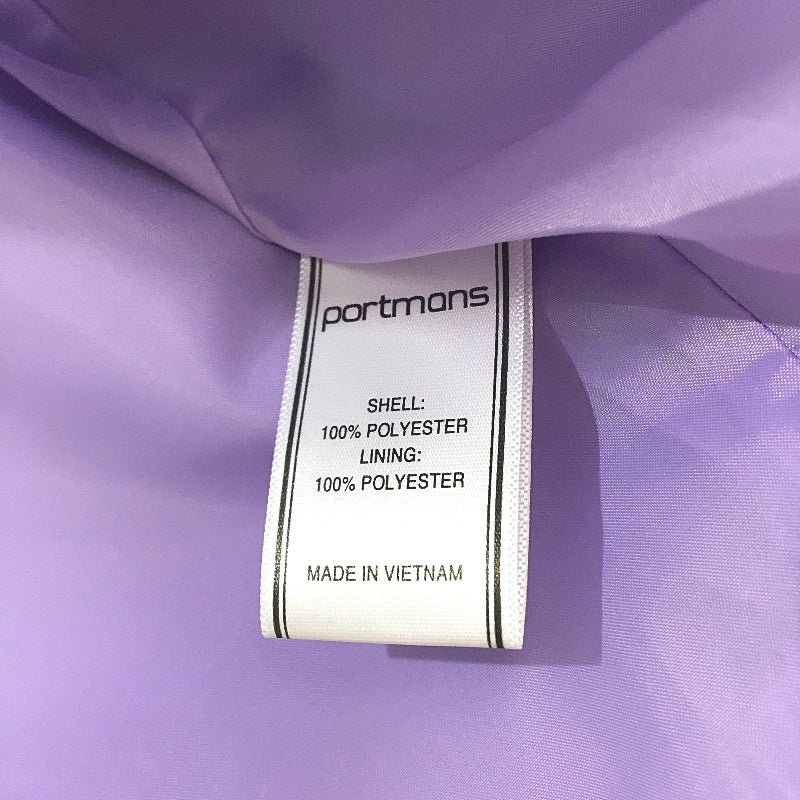 portmans
SHELL:
100% POLYESTER
LINING:
100% POLYESTER
MADE IN VIETNAM